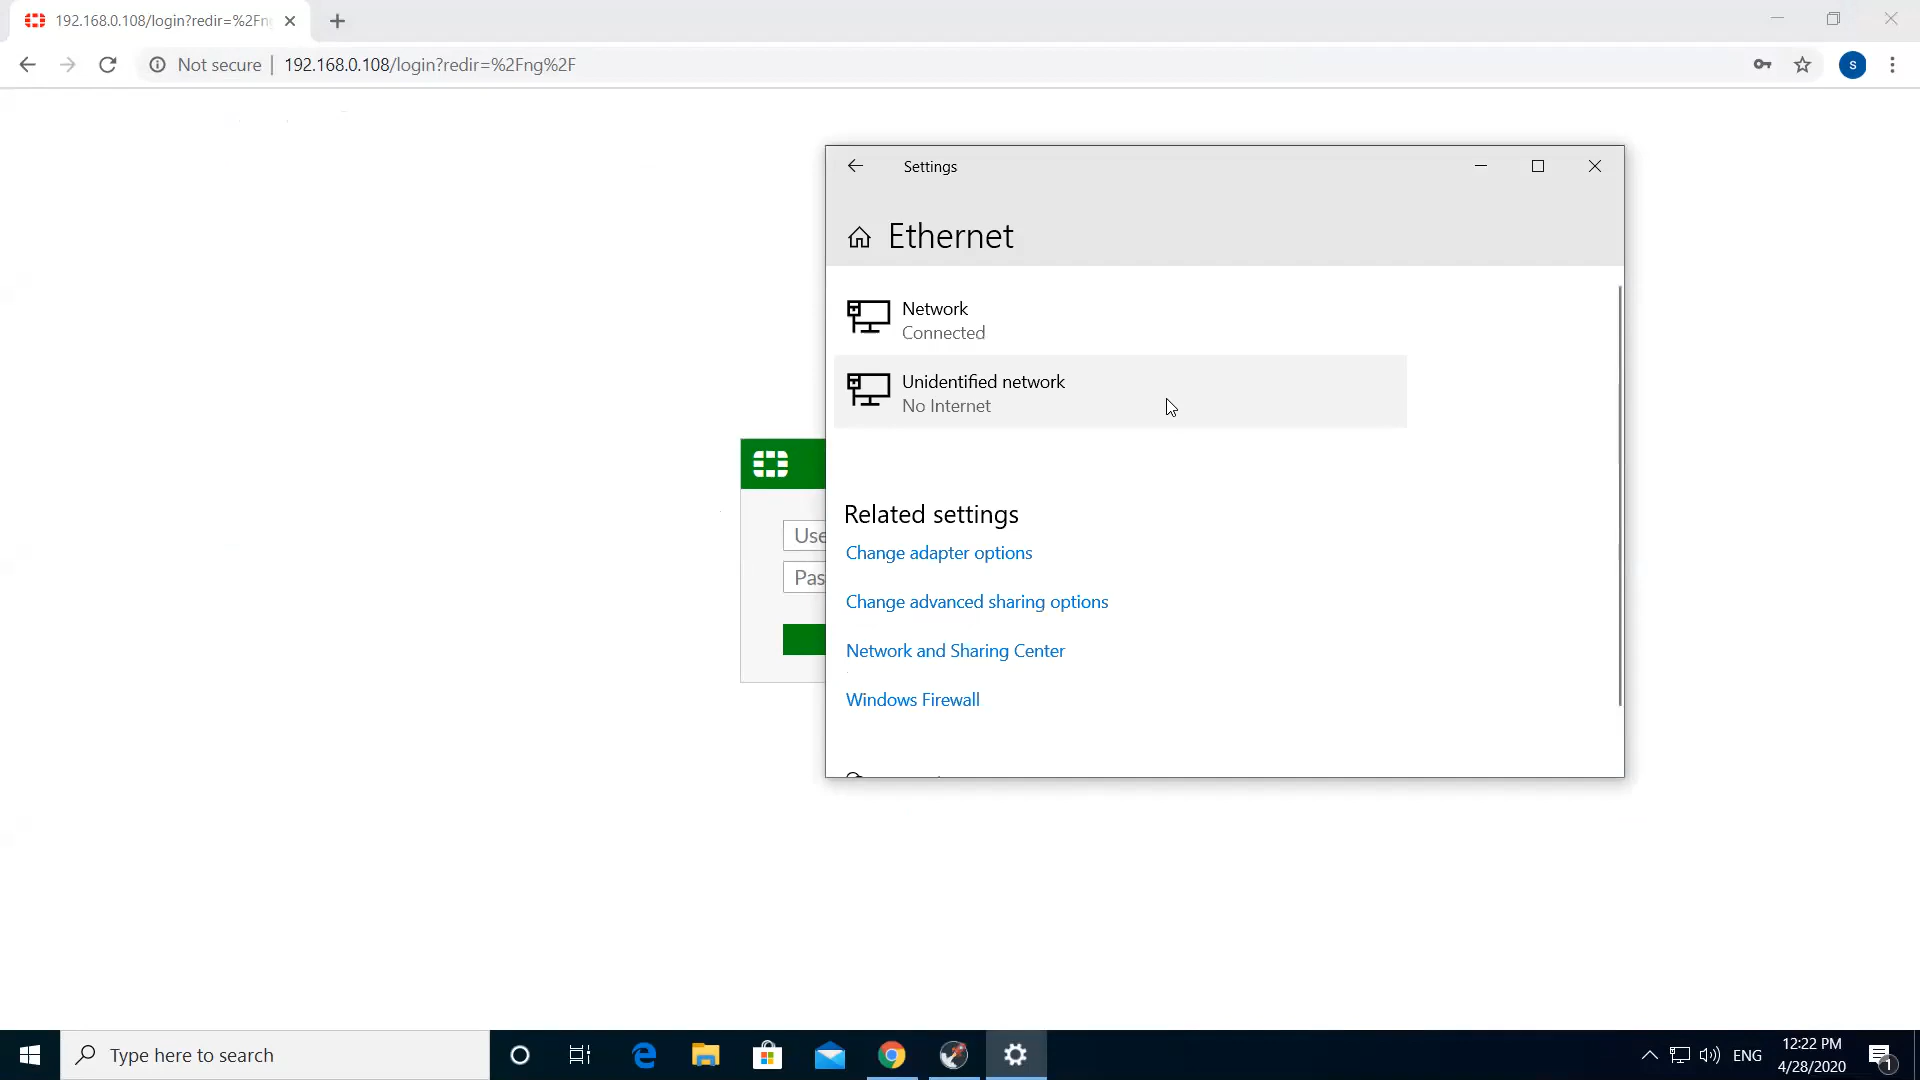 192.168.0.108/login?redir=%2Fn
Not secure | 192.168.0.108/login?redir=%2Fng%2F
S
Settings
Ethernet
Network
Connected
Unidentified network
No Internet
Use
Pas
Related settings
Change adapter options
Change advanced sharing options
Network and Sharing Center
Windows Firewall
Type here to search
ENG
12:22 PM
4/28/2020
1